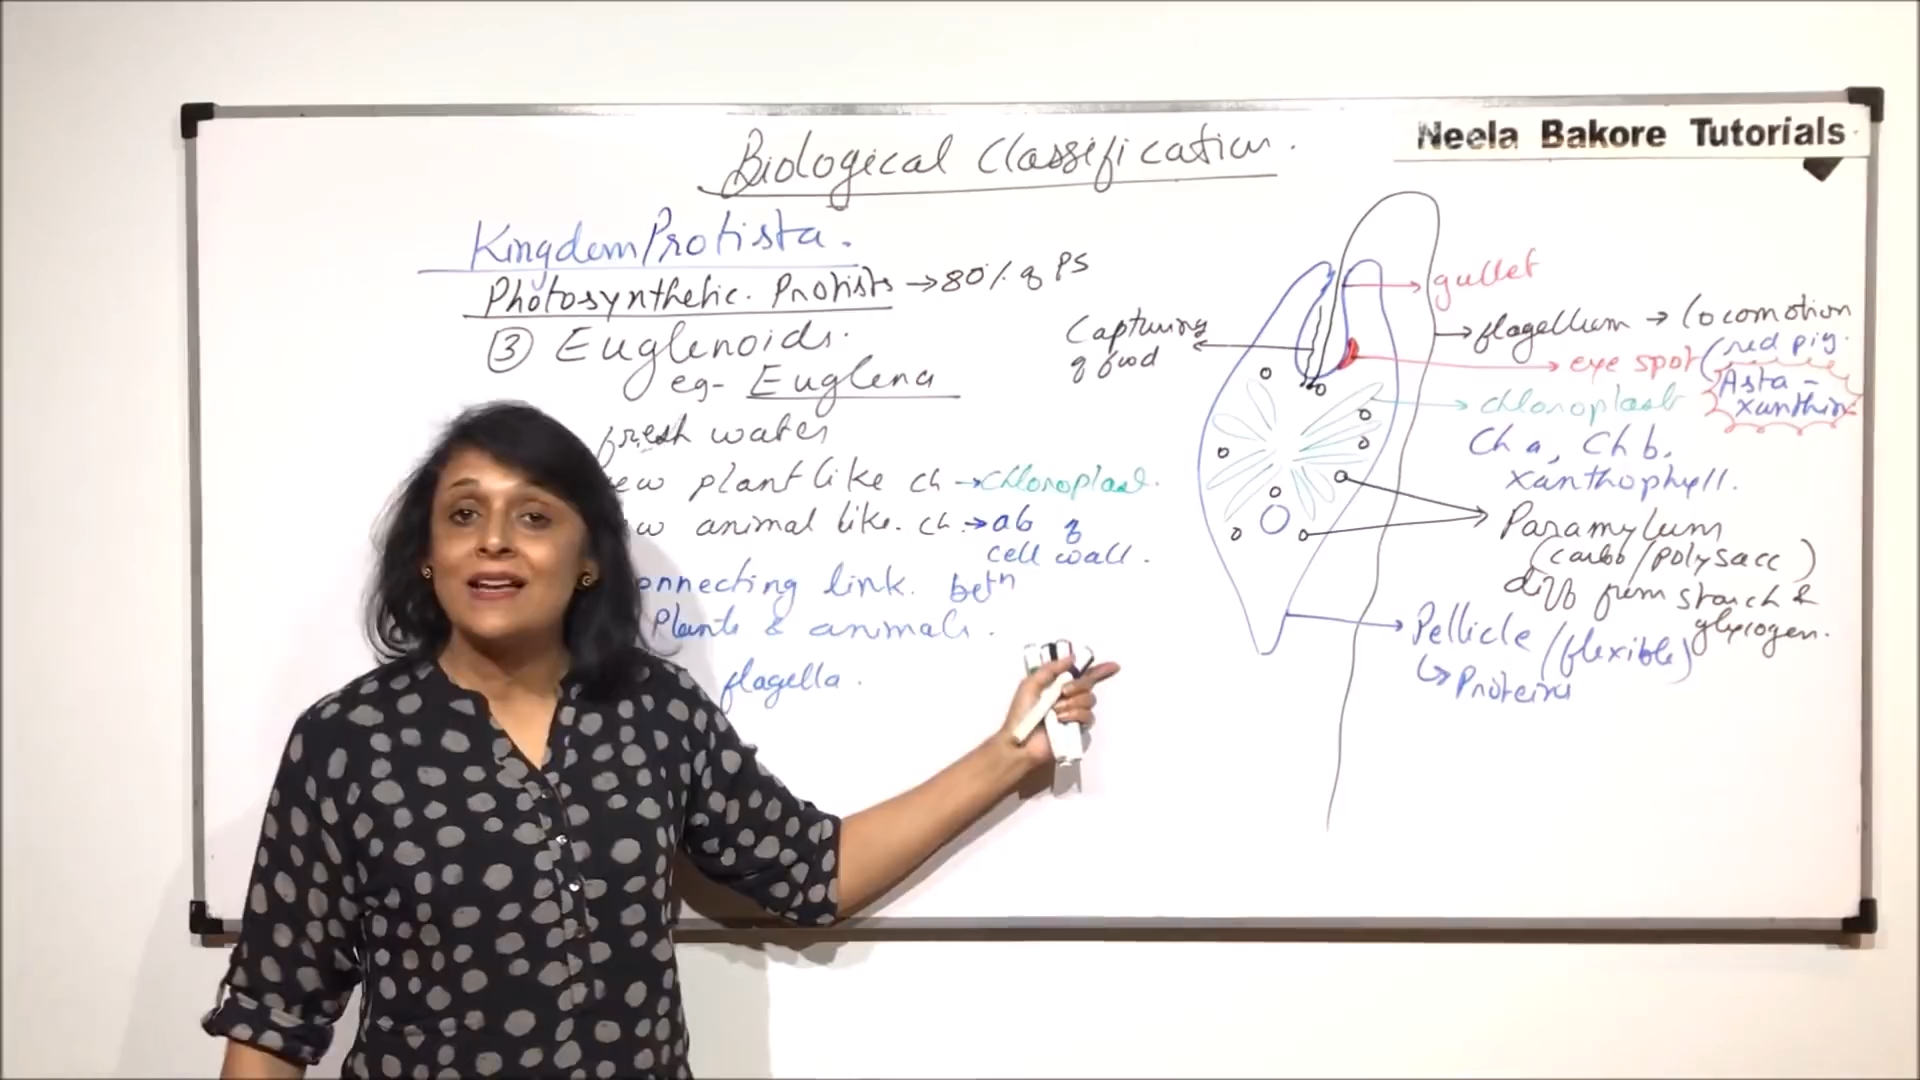 Neela Bakore Tutorials
Biological Classification.
Kingdom Protista.
Photosynthetic. Protists → 80% of PS
③ Euglenoids.
eg- Euglena
fresh water
ew plant like ch → chloroplast.
w animal like. ch. → ab of
cell wall.
onnecting link. betn
Plants & animals.
flagella.
gullet
Capturing
of food
flagellum → locomotion
eye spot (red pig.
Asta-
xanthin
chloroplast
Ch a, Ch b,
xanthophyll.
Paramylum
(carbo/polysacc)
diff from starch &
glycogen.
Pellicle (flexible)
↳ Proteins